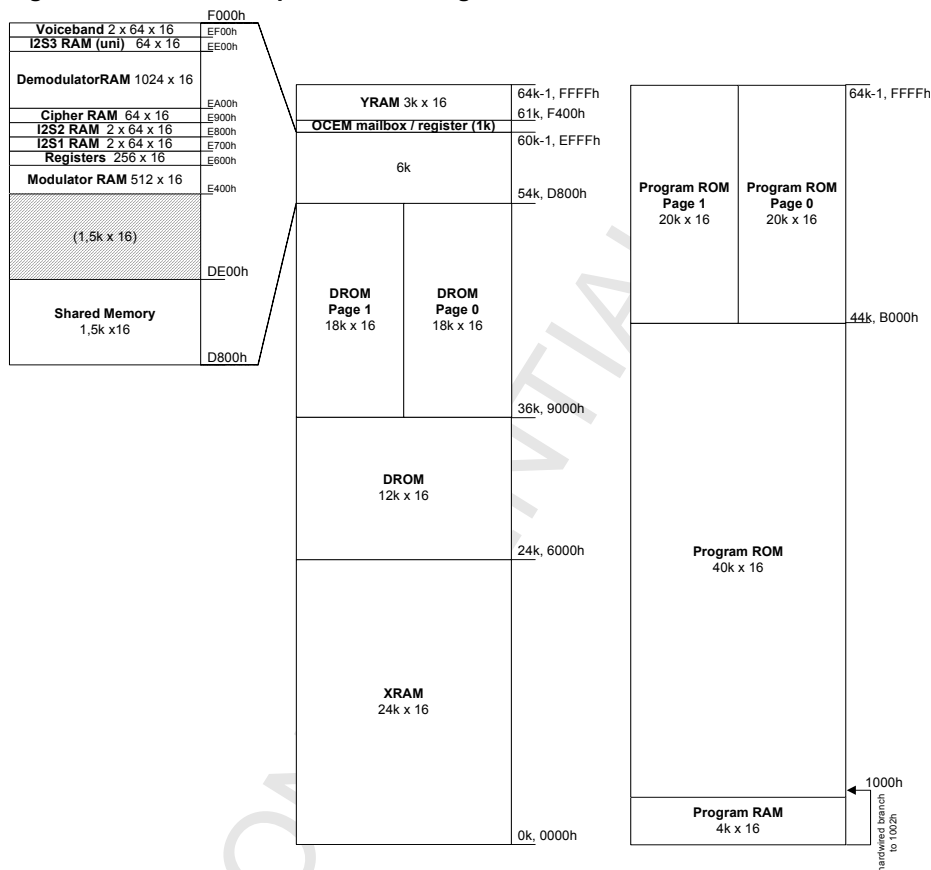 F000h
Voiceband 2 x 64 x 16
EF00h
I2S3 RAM (uni) 64 x 16
EE00h
DemodulatorRAM 1024 x 16
EA00h
Cipher RAM 64 x 16
E900h
I2S2 RAM 2 x 64 x 16
E800h
I2S1 RAM 2 x 64 x 16
E700h
Registers 256 x 16
E600h
Modulator RAM 512 x 16
E400h
(1,5k x 16)
DE00h
Shared Memory
1,5k x16
D800h
YRAM 3k x 16
64k-1, FFFFh
61k, F400h
OCEM mailbox / register (1k)
60k-1, EFFFh
6k
54k, D800h
DROM
Page 1
18k x 16
DROM
Page 0
18k x 16
36k, 9000h
DROM
12k x 16
24k, 6000h
XRAM
24k x 16
0k, 0000h
64k-1, FFFFh
Program ROM
Page 1
20k x 16
Program ROM
Page 0
20k x 16
44k, B000h
Program ROM
40k x 16
1000h
Program RAM
4k x 16
hardwired branch
to 1002h